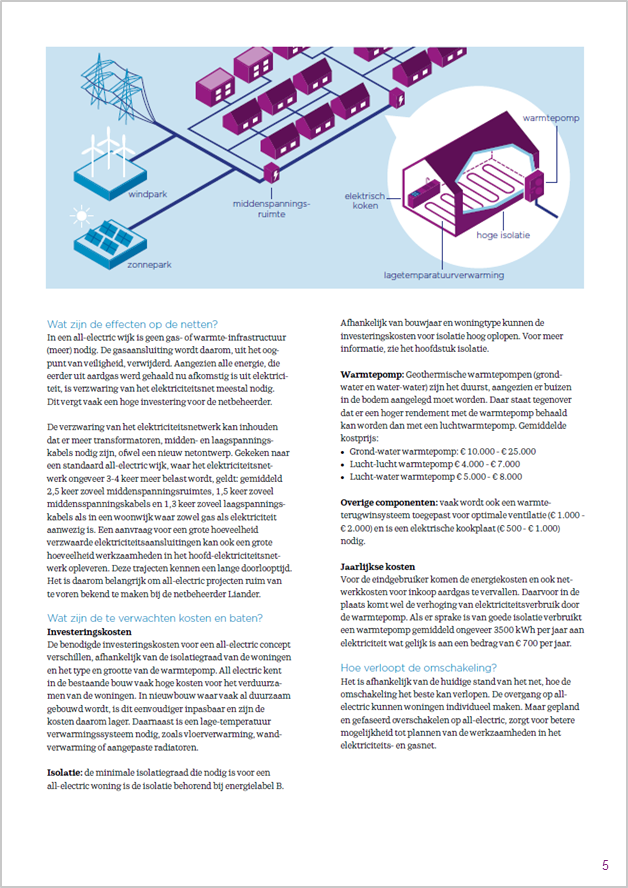 windpark
zonnepark
middenspannings-
ruimte
elektrisch
koken
warmtepomp
hoge isolatie
lagetemparatuurverwarming
Wat zijn de effecten op de netten?
In een all-electric wijk is geen gas- of warmte-infrastructuur
(meer) nodig. De gasaansluiting wordt daarom, uit het oog-
punt van veiligheid, verwijderd. Aangezien alle energie, die
eerder uit aardgas werd gehaald nu afkomstig is uit elektrici-
teit, is verzwaring van het elektriciteitsnet meestal nodig.
Dit vergt vaak een hoge investering voor de netbeheerder.
De verzwaring van het elektriciteitsnetwerk kan inhouden
dat er meer transformatoren, midden- en laagspannings-
kabels nodig zijn, ofwel een nieuw netontwerp. Gekeken naar
een standaard all-electric wijk, waar het elektriciteitsnet-
werk ongeveer 3-4 keer meer belast wordt, geldt: gemiddeld
2,5 keer zoveel middenspanningsruimtes, 1,5 keer zoveel
middensspanningskabels en 1,3 keer zoveel laagspannings-
kabels als in een woonwijk waar zowel gas als elektriciteit
aanwezig is. Een aanvraag voor een grote hoeveelheid
verzwaarde elektriciteitsaansluitingen kan ook een grote
hoeveelheid werkzaamheden in het hoofd-elektriciteitsnet-
werk opleveren. Deze trajecten kennen een lange doorlooptijd.
Het is daarom belangrijk om all-electric projecten ruim van
te voren bekend te maken bij de netbeheerder Liander.
Wat zijn de te verwachten kosten en baten?
Investeringskosten
De benodigde investeringskosten voor een all-electric concept
verschillen, afhankelijk van de isolatiegraad van de woningen
en het type en grootte van de warmtepomp. All electric kent
in de bestaande bouw vaak hoge kosten voor het verduurza-
men van de woningen. In nieuwbouw waar vaak al duurzaam
gebouwd wordt, is dit eenvoudiger inpasbaar en zijn de
kosten daarom lager. Daarnaast is een lage-temperatuur
verwarmingssysteem nodig, zoals vloerverwarming, wand-
verwarming of aangepaste radiatoren.
Isolatie: de minimale isolatiegraad die nodig is voor een
all-electric woning is de isolatie behorend bij energielabel B.
Afhankelijk van bouwjaar en woningtype kunnen de
investeringskosten voor isolatie hoog oplopen. Voor meer
informatie, zie het hoofdstuk isolatie.
Warmtepomp: Geothermische warmtepompen (grond-
water en water-water) zijn het duurst, aangezien er buizen
in de bodem aangelegd moet worden. Daar staat tegenover
dat er een hoger rendement met de warmtepomp behaald
kan worden dan met een luchtwarmtepomp. Gemiddelde
kostprijs:
• Grond-water warmtepomp: € 10.000 - € 25.000
• Lucht-lucht warmtepomp € 4.000 - € 7.000
• Lucht-water warmtepomp € 5.000 - € 8.000
Overige componenten: vaak wordt ook een warmte-
terugwinsysteem toegepast voor optimale ventilatie (€ 1.000 -
€ 2.000) en is een elektrische kookplaat (€ 500 - € 1.000)
nodig.
Jaarlijkse kosten
Voor de eindgebruiker komen de energiekosten en ook net-
werkkosten voor inkoop aardgas te vervallen. Daarvoor in de
plaats komt wel de verhoging van elektriciteitsverbruik door
de warmtepomp. Als er sprake is van goede isolatie verbruikt
een warmtepomp gemiddeld ongeveer 3500 kWh per jaar aan
elektriciteit wat gelijk is aan een bedrag van € 700 per jaar.
Hoe verloopt de omschakeling?
Het is afhankelijk van de huidige stand van het net, hoe de
omschakeling het beste kan verlopen. De overgang op all-
electric kunnen woningen individueel maken. Maar gepland
en gefaseerd overschakelen op all-electric, zorgt voor betere
mogelijkheid tot plannen van de werkzaamheden in het
elektriciteits- en gasnet.
5